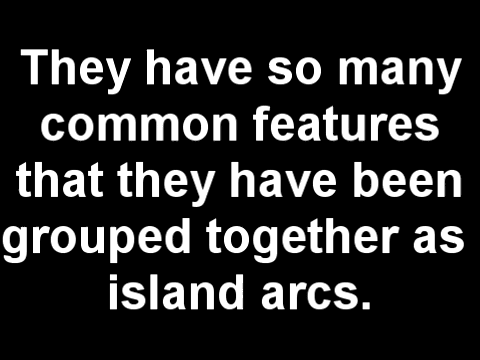 They have so many
common features
that they have been
grouped together as
island arcs.